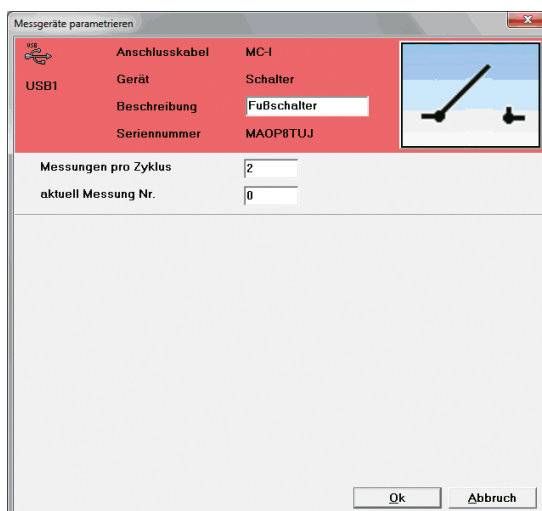 Messgeräte parametrieren
USB
Anschlusskabel MC-I
USB1 Gerät Schalter
Beschreibung Fußschalter
Seriennummer MAOP8TUJ
Messungen pro Zyklus 2
aktuell Messung Nr. 0
Ok Abbruch